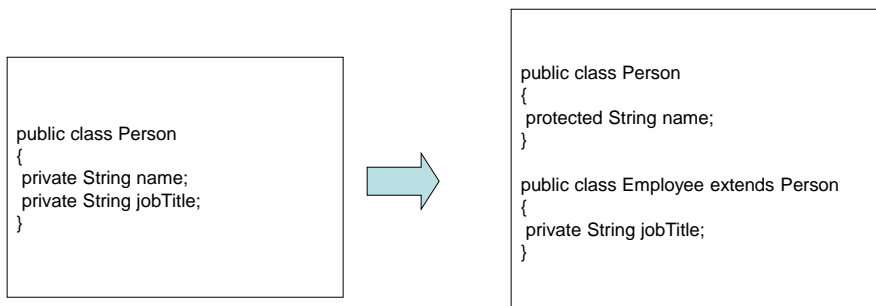 public class Person
{
private String name;
private String jobTitle;
}
public class Person
{
protected String name;
}
public class Employee extends Person
{
private String jobTitle;
}